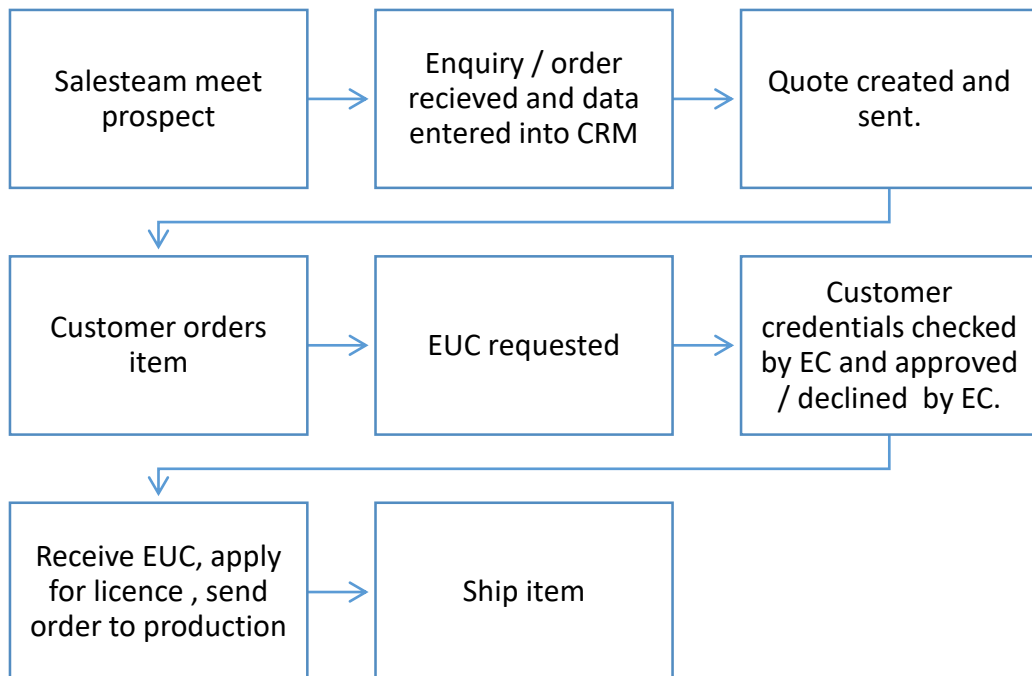 Salesteam meet
prospect
Enquiry / order
recieved and data
entered into CRM
Quote created and
sent.
Customer orders
item
EUC requested
Customer
credentials checked
by EC and approved
/ declined  by EC.
Receive EUC, apply
for licence , send
order to production
Ship item